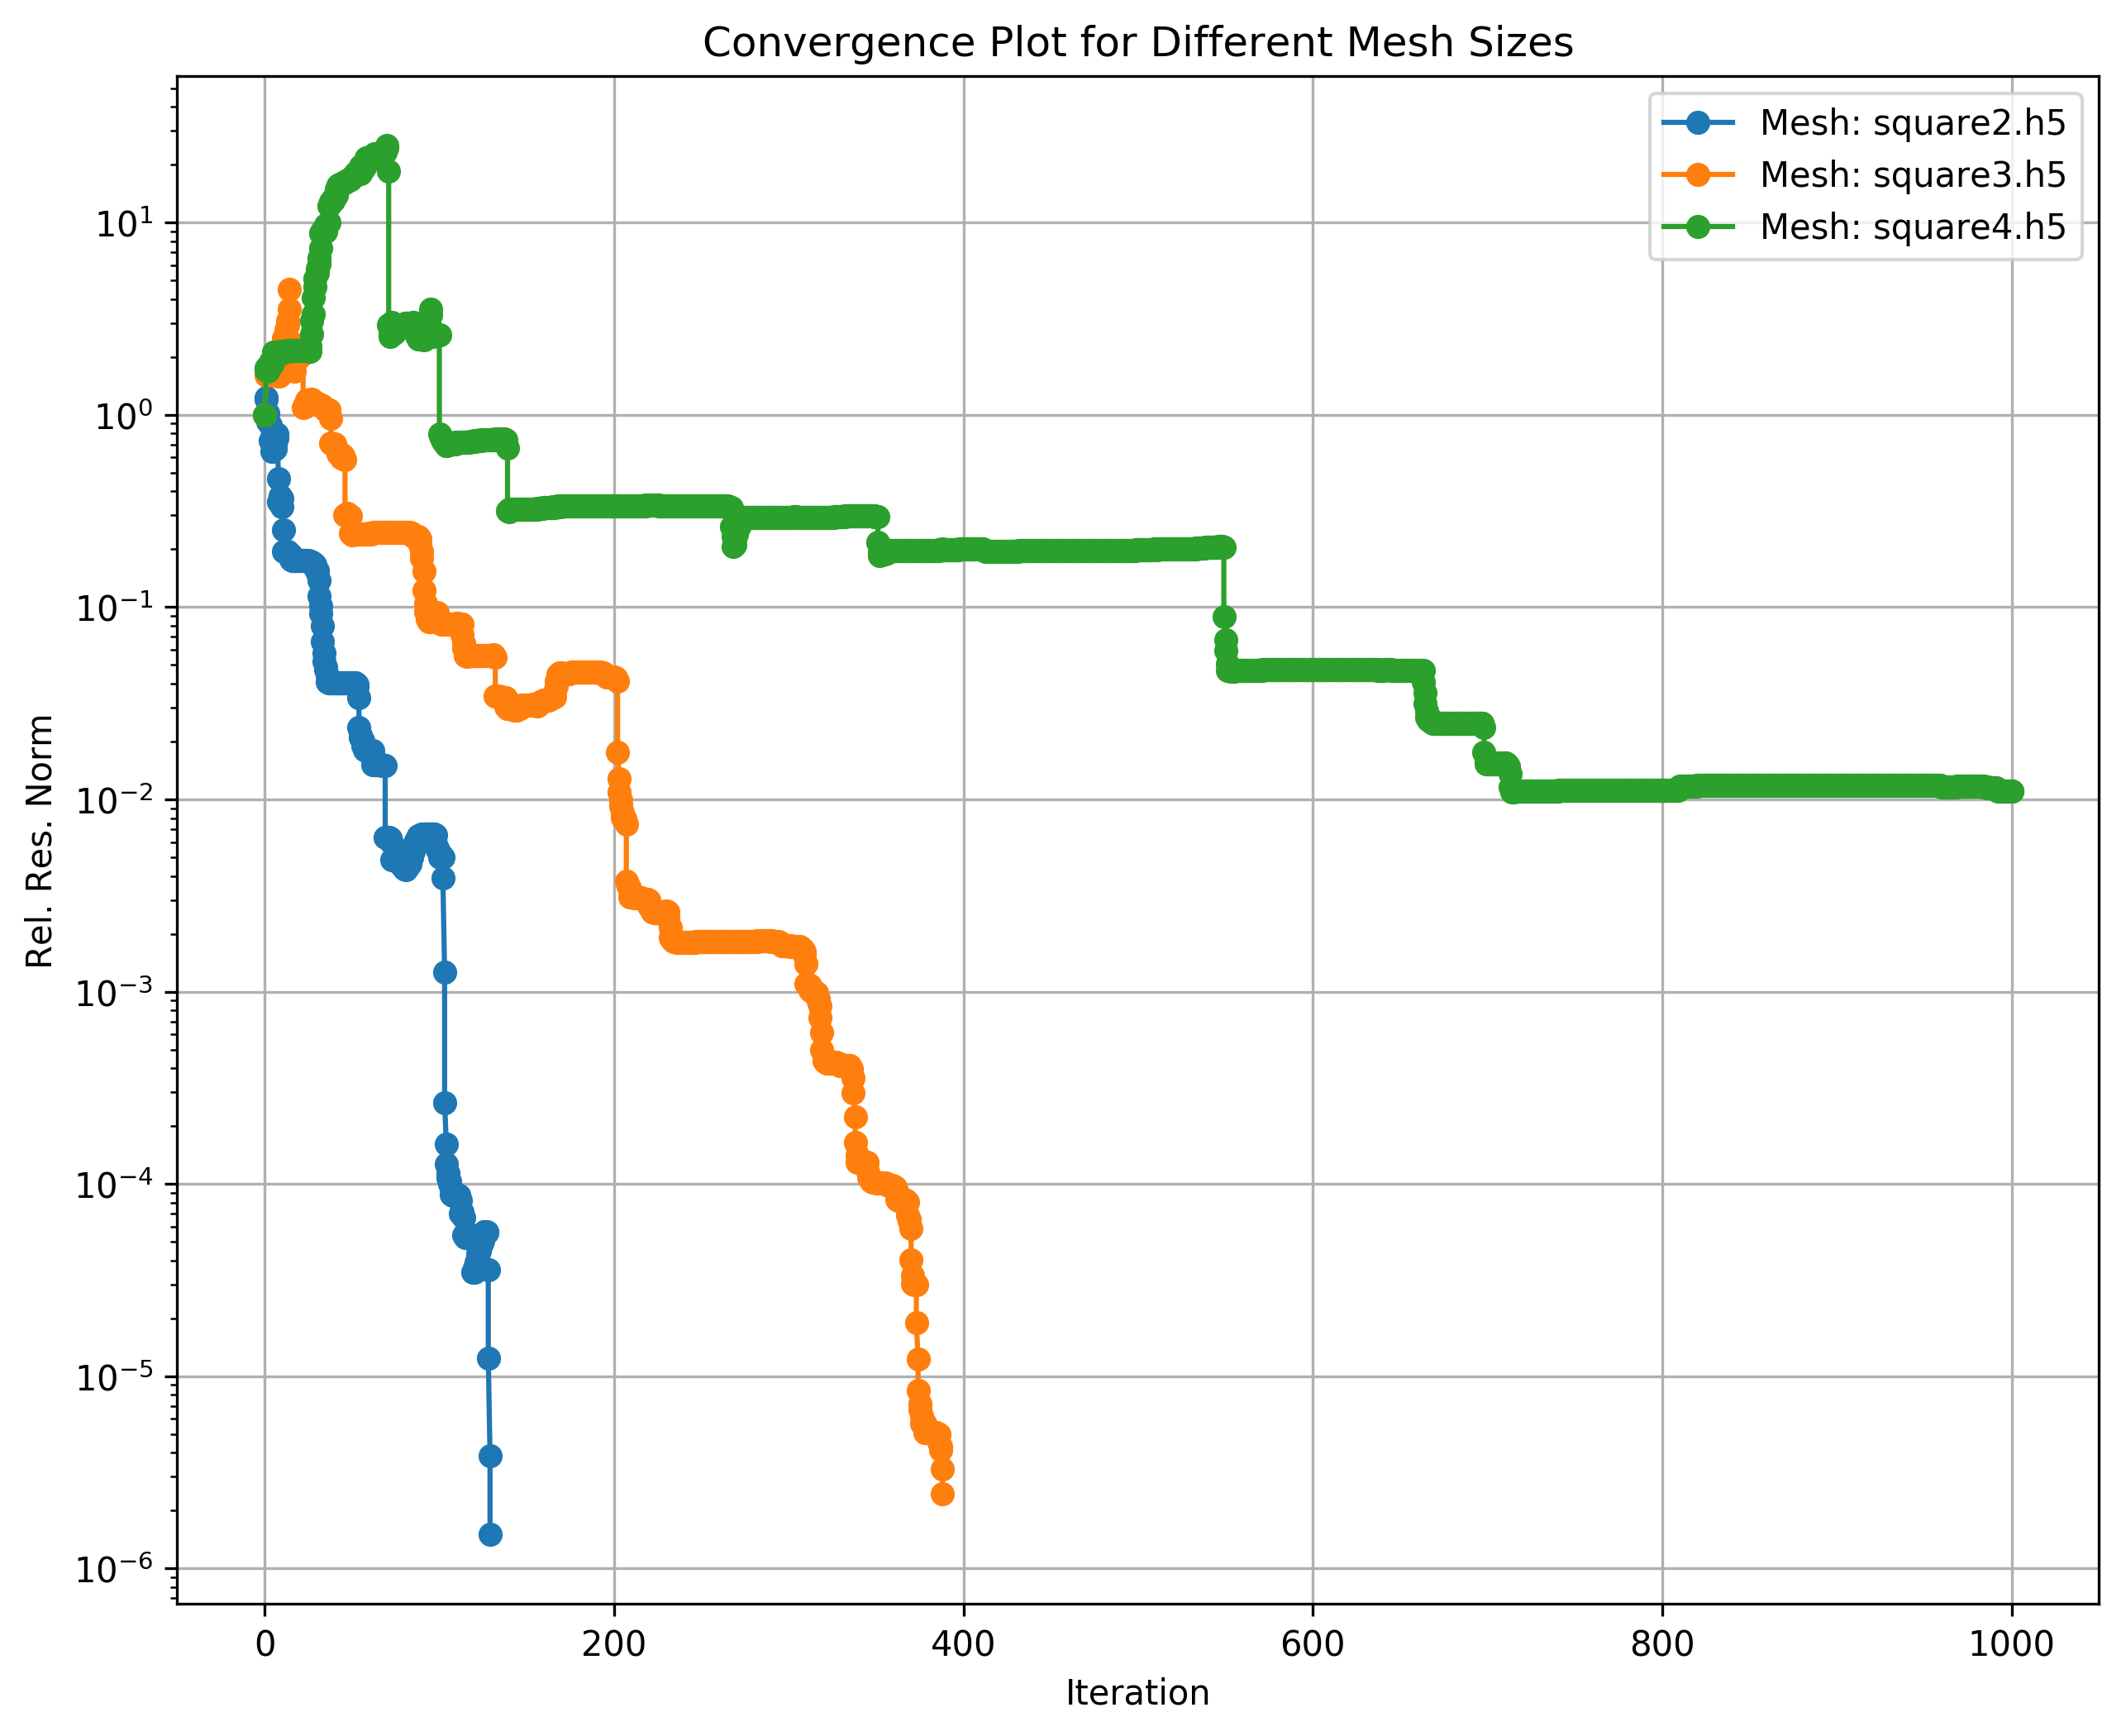 Convergence Plot for Different Mesh Sizes
Mesh: square2.h5
Mesh: square3.h5
Mesh: square4.h5
Rel. Res. Norm
10¹
10⁰
10⁻¹
10⁻²
10⁻³
10⁻⁴
10⁻⁵
10⁻⁶
0 200 400 600 800 1000
Iteration